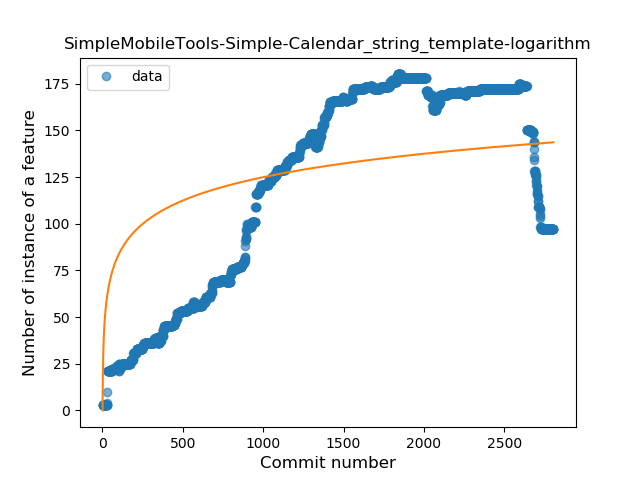 SimpleMobileTools-Simple-Calendar_string_template-logarithm
data
Number of instance of a feature
175
150
125
100
75
50
25
0
0 500 1000 1500 2000 2500
Commit number